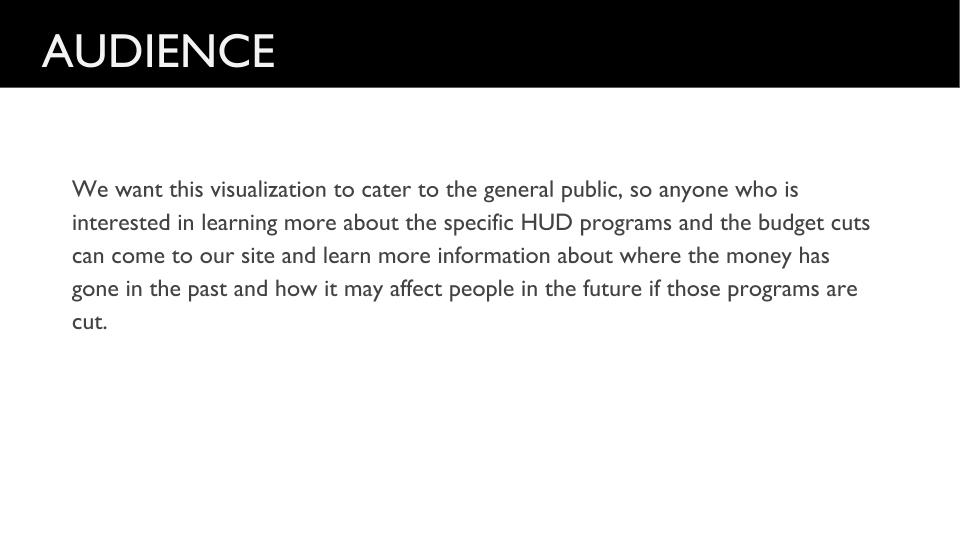 AUDIENCE
We want this visualization to cater to the general public, so anyone who is
interested in learning more about the specific HUD programs and the budget cuts
can come to our site and learn more information about where the money has
gone in the past and how it may affect people in the future if those programs are
cut.